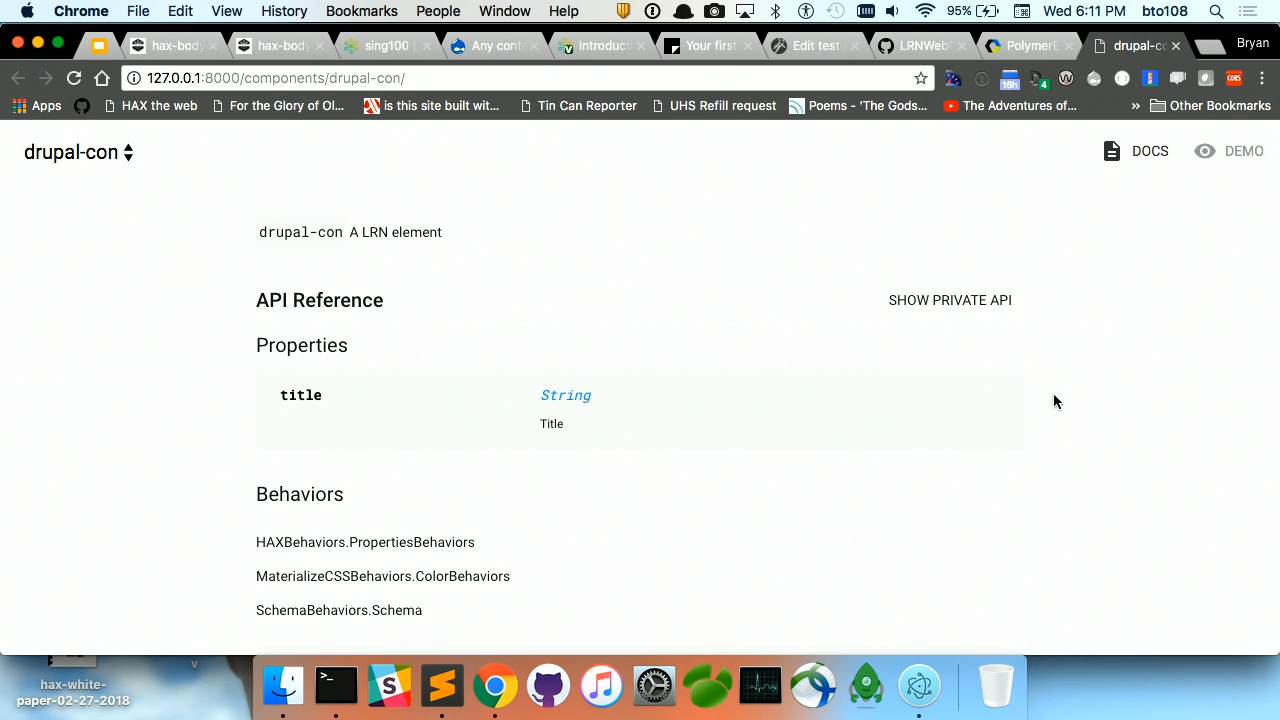 Chrome File Edit View History Bookmarks People Window Help 95% Wed 6:11 PM bto108
hax-body hax-body sing100 Any cont Introduct Your first Edit test LRNWeb PolymerE drupal-co Bryan
127.0.0.1:8000/components/drupal-con/ 16h 4 W CORS
Apps HAX the web For the Glory of Ol... is this site built wit... Tin Can Reporter UHS Refill request Poems - 'The Gods... The Adventures of... » Other Bookmarks
drupal-con DOCS DEMO
drupal-con A LRN element
API Reference SHOW PRIVATE API
Properties
title String
Title
Behaviors
HAXBehaviors.PropertiesBehaviors
MaterializeCSSBehaviors.ColorBehaviors
SchemaBehaviors.Schema
v
hax-white-
paper-02-27-2018